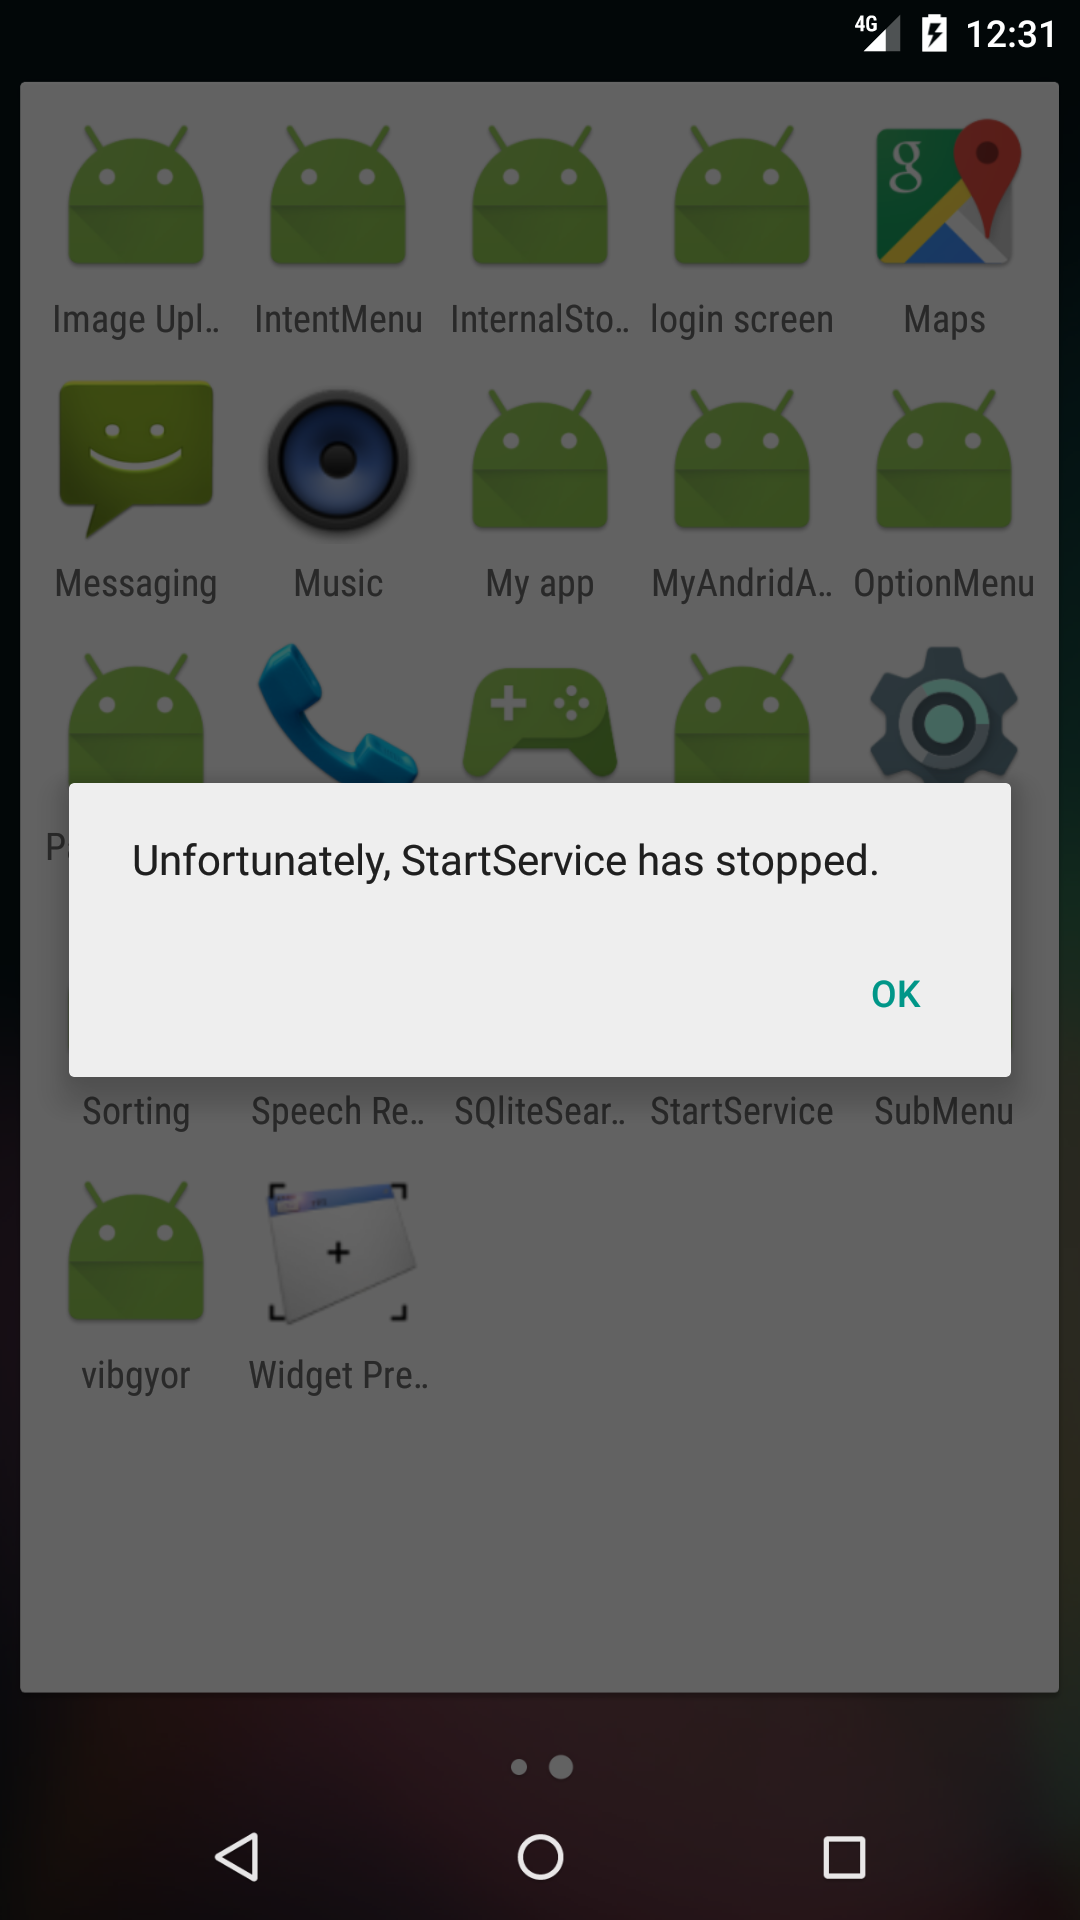 4G 12:31
Image Upl… IntentMenu InternalSto… login screen Maps
Messaging Music My app MyAndridA… OptionMenu
Unfortunately, StartService has stopped.
OK
Sorting Speech Re… SQliteSear… StartService SubMenu
vibgyor Widget Pre…